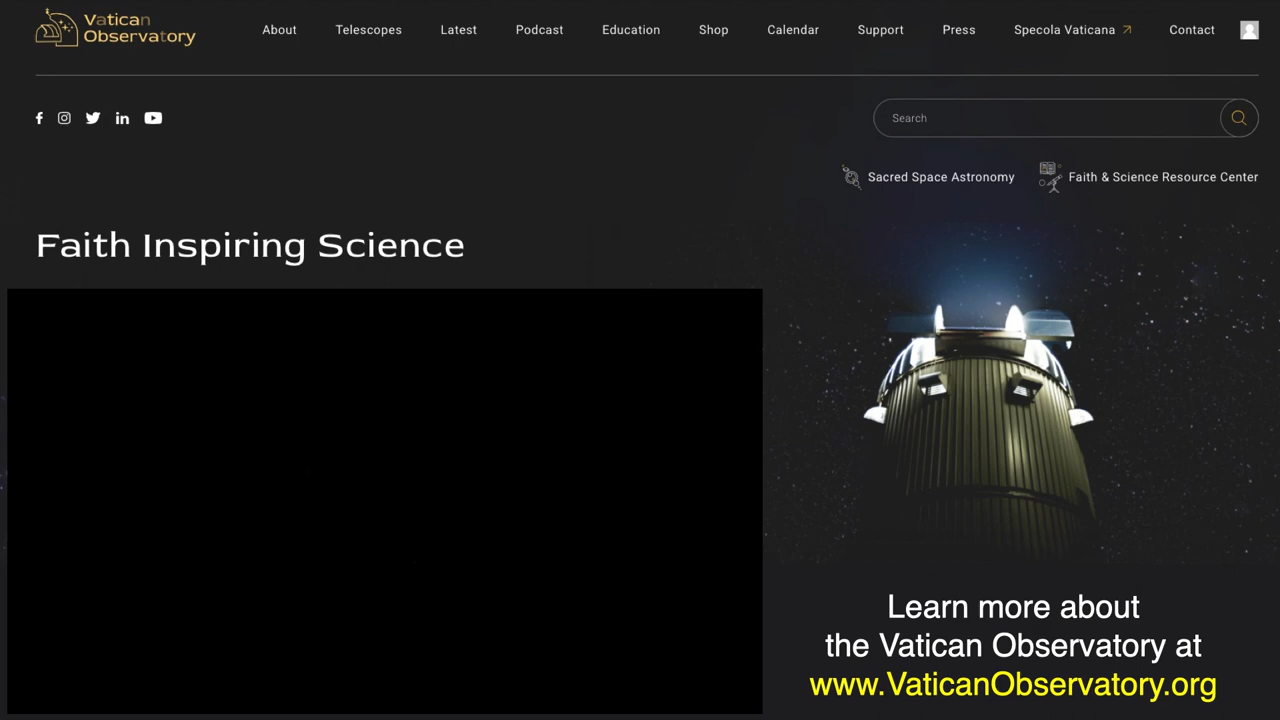 Vatican
Observatory
About Telescopes Latest Podcast Education Shop Calendar Support Press Specola Vaticana Contact
Search
Sacred Space Astronomy Faith & Science Resource Center
Faith Inspiring Science
Learn more about
the Vatican Observatory at
www.VaticanObservatory.org